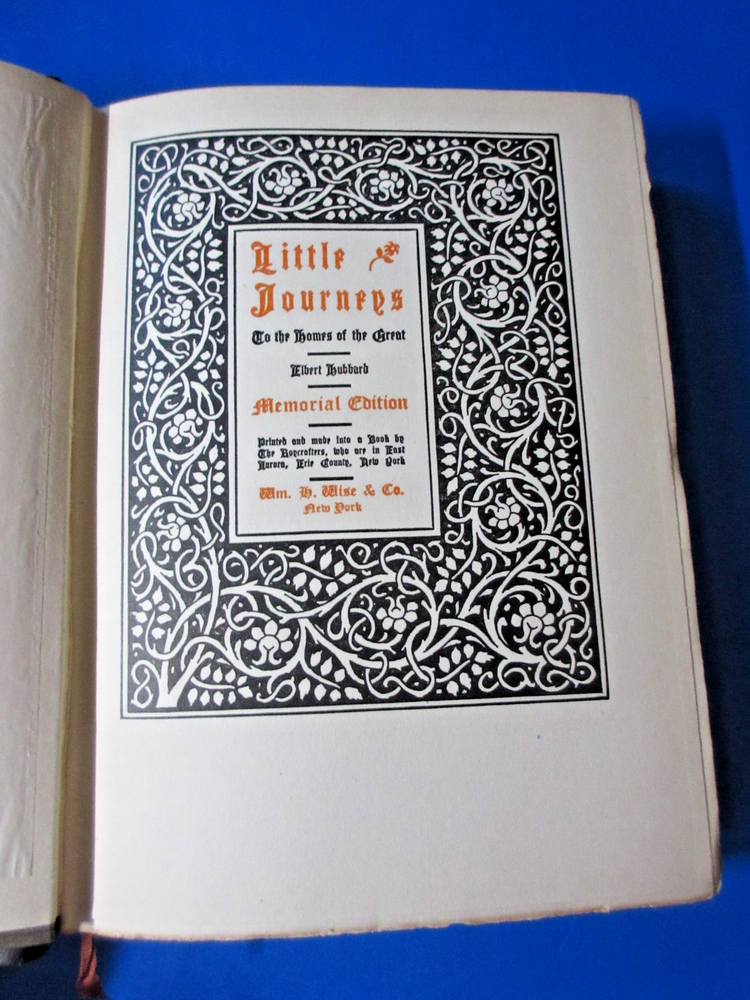 Little
Journeys
To the Homes of the Great
Elbert Hubbard
Memorial Edition
Printed and made into a Book by
The Roycrofters, who are in East
Aurora, Erie County, New York
Wm. H. Wise & Co.
New York